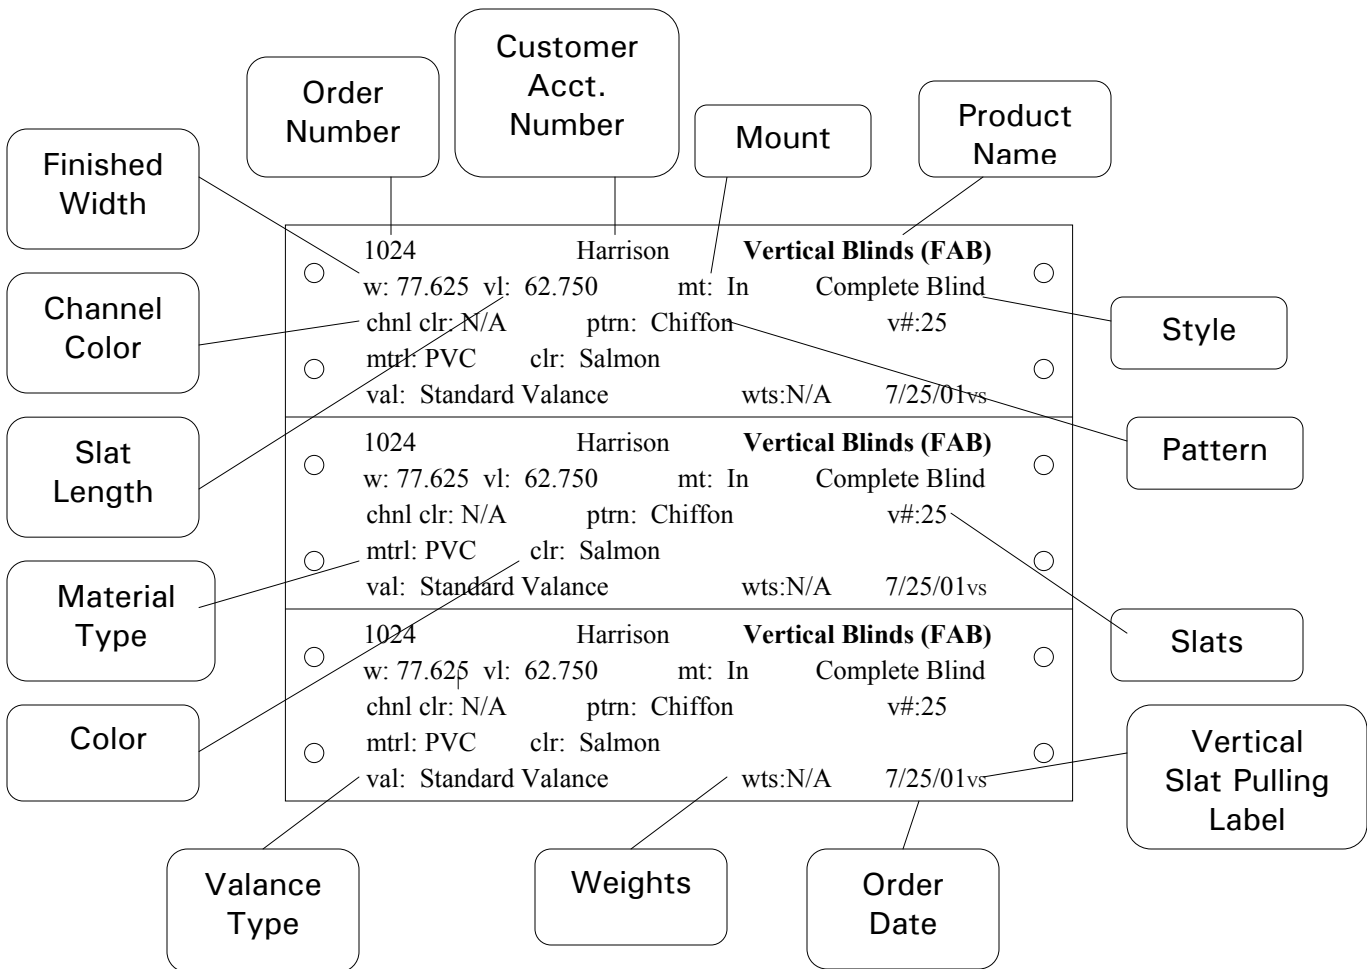 Customer
Acct.
Number
Order
Number
Mount
Product
Name
Finished
Width
Channel
Color
Slat
Length
Material
Type
Color
1024 Harrison Vertical Blinds (FAB)
w: 77.625 vl: 62.750 mt: In Complete Blind
chnl clr: N/A ptrn: Chiffon v#:25
mtrl: PVC clr: Salmon
val: Standard Valance wts:N/A 7/25/01vs
1024 Harrison Vertical Blinds (FAB)
w: 77.625 vl: 62.750 mt: In Complete Blind
chnl clr: N/A ptrn: Chiffon v#:25
mtrl: PVC clr: Salmon
val: Standard Valance wts:N/A 7/25/01vs
1024 Harrison Vertical Blinds (FAB)
w: 77.625 vl: 62.750 mt: In Complete Blind
chnl clr: N/A ptrn: Chiffon v#:25
mtrl: PVC clr: Salmon
val: Standard Valance wts:N/A 7/25/01vs
Style
Pattern
Slats
Vertical
Slat Pulling
Label
Valance
Type
Weights
Order
Date